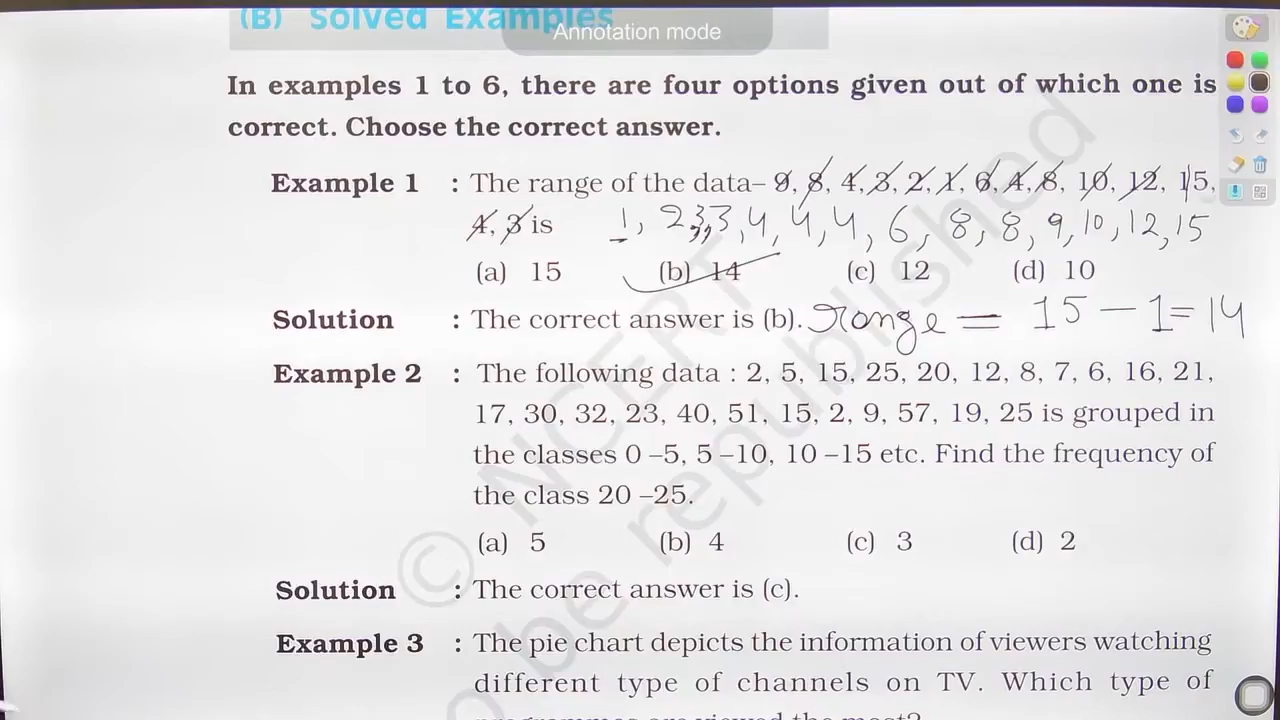 (B) Solved Examples
Annotation mode
In examples 1 to 6, there are four options given out of which one is
correct. Choose the correct answer.
Example 1 : The range of the data– 9, 8, 4, 3, 2, 1, 6, 4, 8, 10, 12, 15,
4, 3 is 1, 2, 3, 3, 4, 4, 4, 6, 8, 8, 9, 10, 12, 15
(a) 15 (b) 14 (c) 12 (d) 10
Solution : The correct answer is (b). Range = 15 – 1 = 14
Example 2 : The following data : 2, 5, 15, 25, 20, 12, 8, 7, 6, 16, 21,
17, 30, 32, 23, 40, 51, 15, 2, 9, 57, 19, 25 is grouped in
the classes 0 –5, 5 –10, 10 –15 etc. Find the frequency of
the class 20 –25.
(a) 5 (b) 4 (c) 3 (d) 2
Solution : The correct answer is (c).
Example 3 : The pie chart depicts the information of viewers watching
different type of channels on TV. Which type of
programmes are viewed the most?
© NCERT
be republished